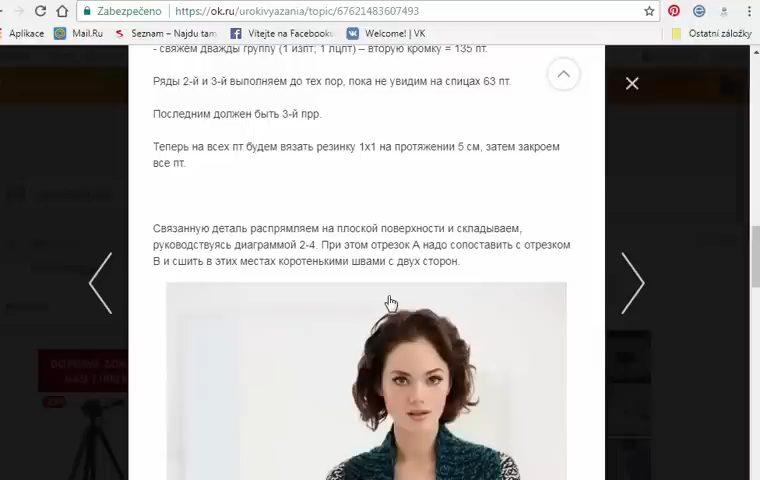 Zabezpečeno
https://ok.ru/urokivyazania/topic/67621483607493
Aplikace
Mail.Ru
Seznam – Najdu tam
Vítejte na Facebooku
Welcome! | VK
Ostatní záložky
- свяжем дважды группу (1 изпт; 1 лцпт) – вторую кромку = 135 пт.
Ряды 2-й и 3-й выполняем до тех пор, пока не увидим на спицах 63 пт.
Последним должен быть 3-й прр.
Теперь на всех пт будем вязать резинку 1х1 на протяжении 5 см, затем закроем
все пт.
Связанную деталь распрямляем на плоской поверхности и складываем,
руководствуясь диаграммой 2-4. При этом отрезок А надо сопоставить с отрезком
В и сшить в этих местах коротенькими швами с двух сторон.